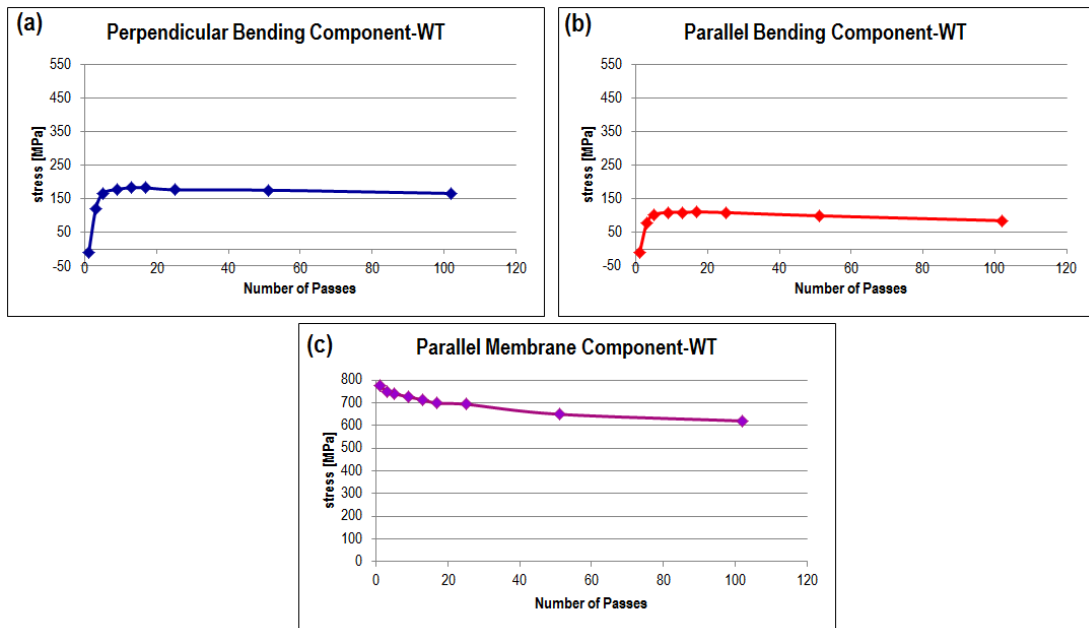 (a)
Perpendicular Bending Component-WT
stress [MPa]
550
450
350
250
150
50
-50
0 20 40 60 80 100 120
Number of Passes
(b)
Parallel Bending Component-WT
stress [MPa]
550
450
350
250
150
50
-50
0 20 40 60 80 100 120
Number of Passes
(c)
Parallel Membrane Component-WT
stress [MPa]
800
700
600
500
400
300
200
100
0
0 20 40 60 80 100 120
Number of Passes